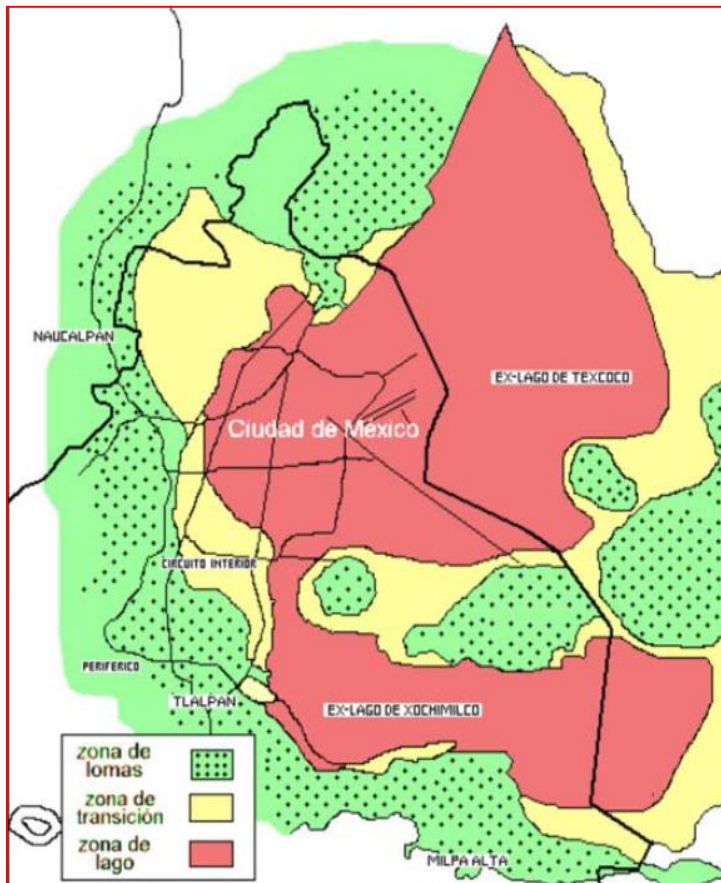 NAUCALPAN
EX-LAGO DE TEXCOCO
Ciudad de México
CIRCUITO INTERIOR
PERIFERICO
TLALPAN
EX-LAGO DE XOCHIMILCO
zona de
lomas
zona de
transición
zona de
lago
MILPA ALTA